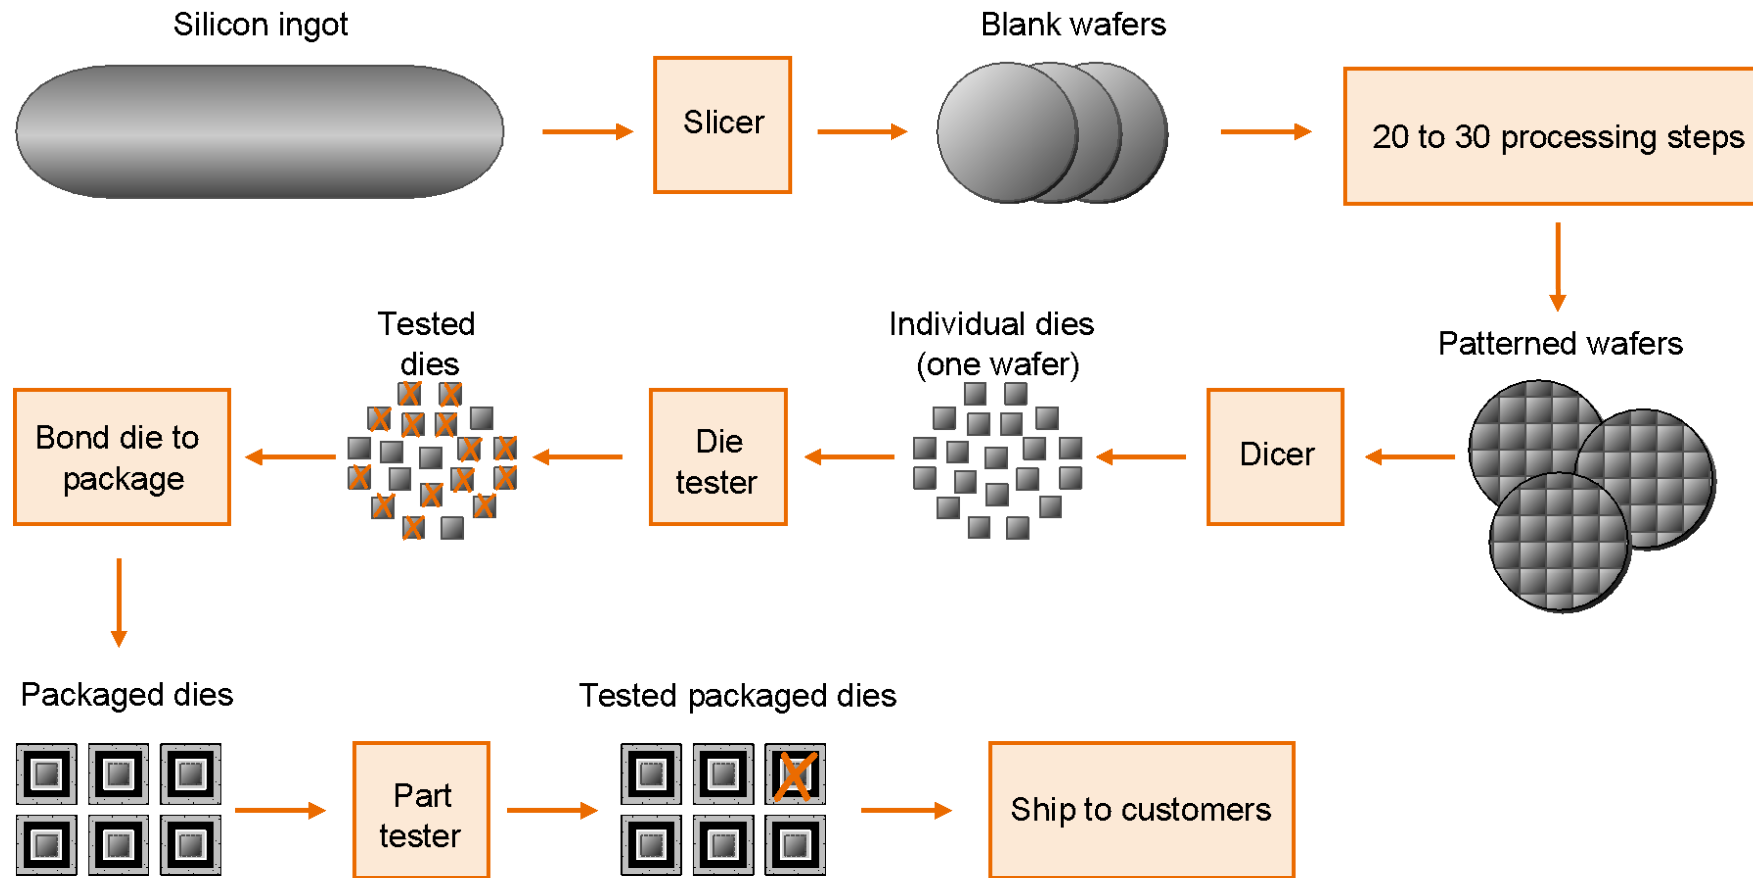 Silicon ingot
Blank wafers
Slicer
20 to 30 processing steps
Tested
dies
Individual dies
(one wafer)
Patterned wafers
Bond die to
package
Die
tester
Dicer
Packaged dies
Tested packaged dies
Part
tester
Ship to customers